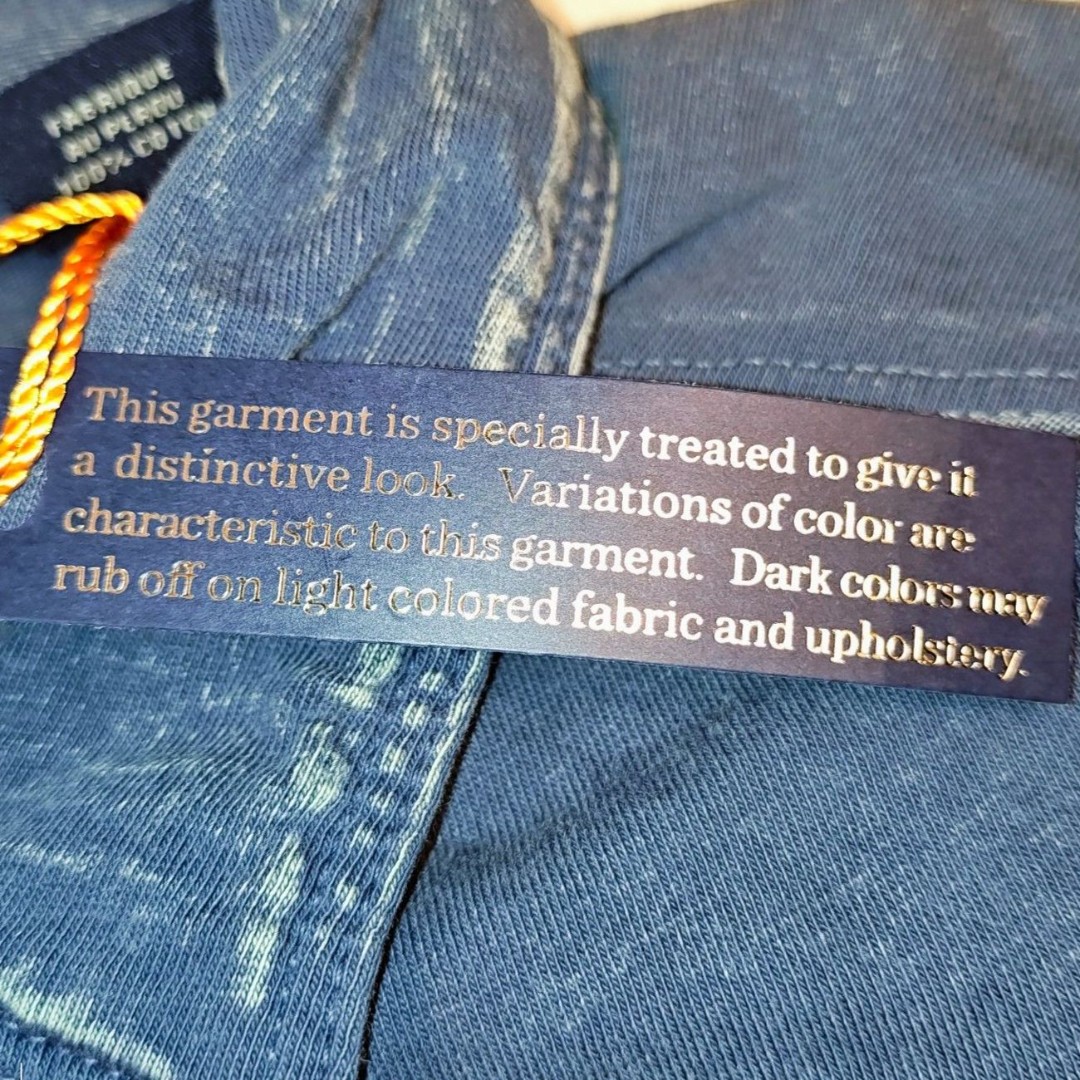 FABRIQUE
AU PEROU
100% COTON
This garment is specially treated to give it
a distinctive look. Variations of color are
characteristic to this garment. Dark colors may
rub off on light colored fabric and upholstery.